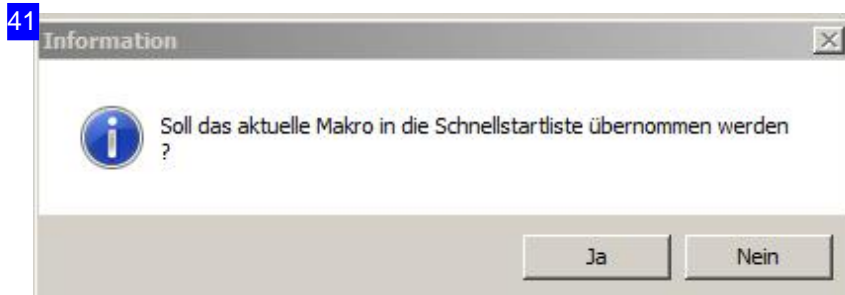 41
Information
Soll das aktuelle Makro in die Schnellstartliste übernommen werden
?
Ja Nein